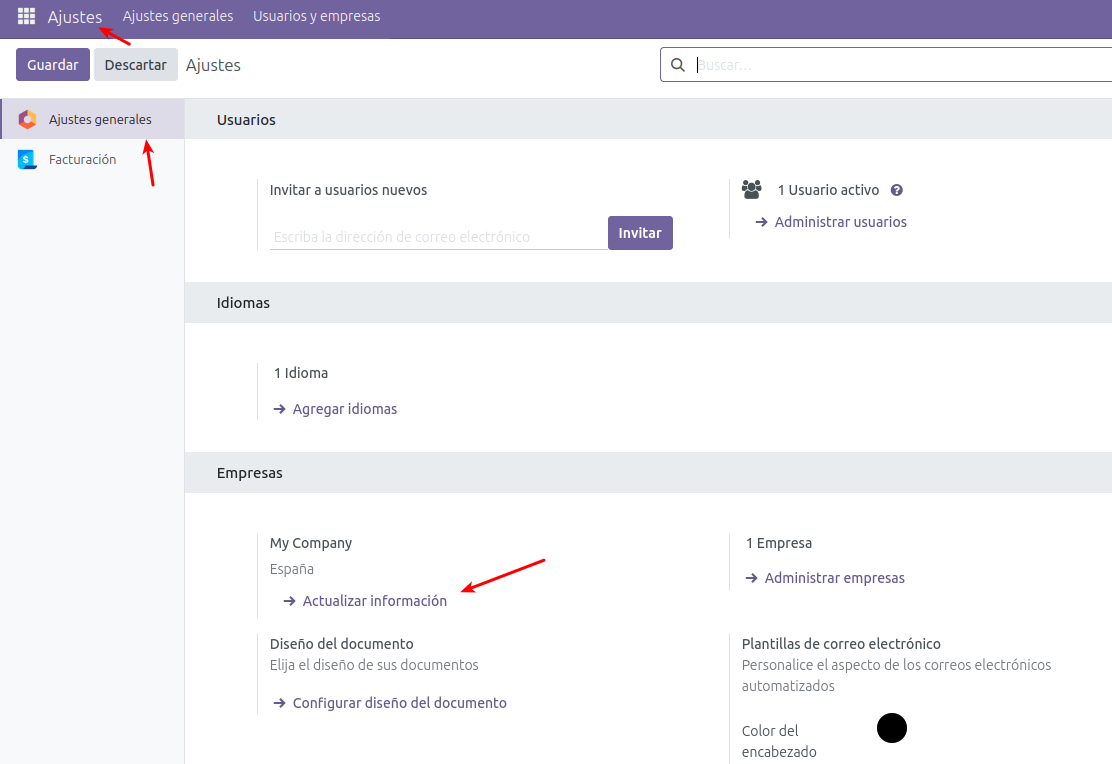 Ajustes Ajustes generales Usuarios y empresas
Guardar Descartar Ajustes Buscar...
Ajustes generales
Facturación
Usuarios
Invitar a usuarios nuevos
Escriba la dirección de correo electrónico Invitar
1 Usuario activo ?
→ Administrar usuarios
Idiomas
1 Idioma
→ Agregar idiomas
Empresas
My Company
España
→ Actualizar información
1 Empresa
→ Administrar empresas
Diseño del documento
Elija el diseño de sus documentos
→ Configurar diseño del documento
Plantillas de correo electrónico
Personalice el aspecto de los correos electrónicos
automatizados
Color del
encabezado